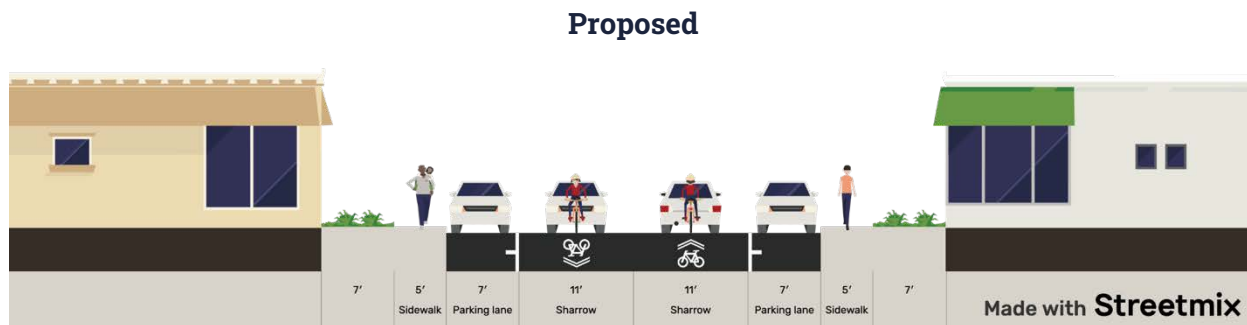 Proposed
7' 5' 7' 11' 11' 7' 5' 7'
Sidewalk Parking lane Sharrow Sharrow Parking lane Sidewalk
Made with Streetmix